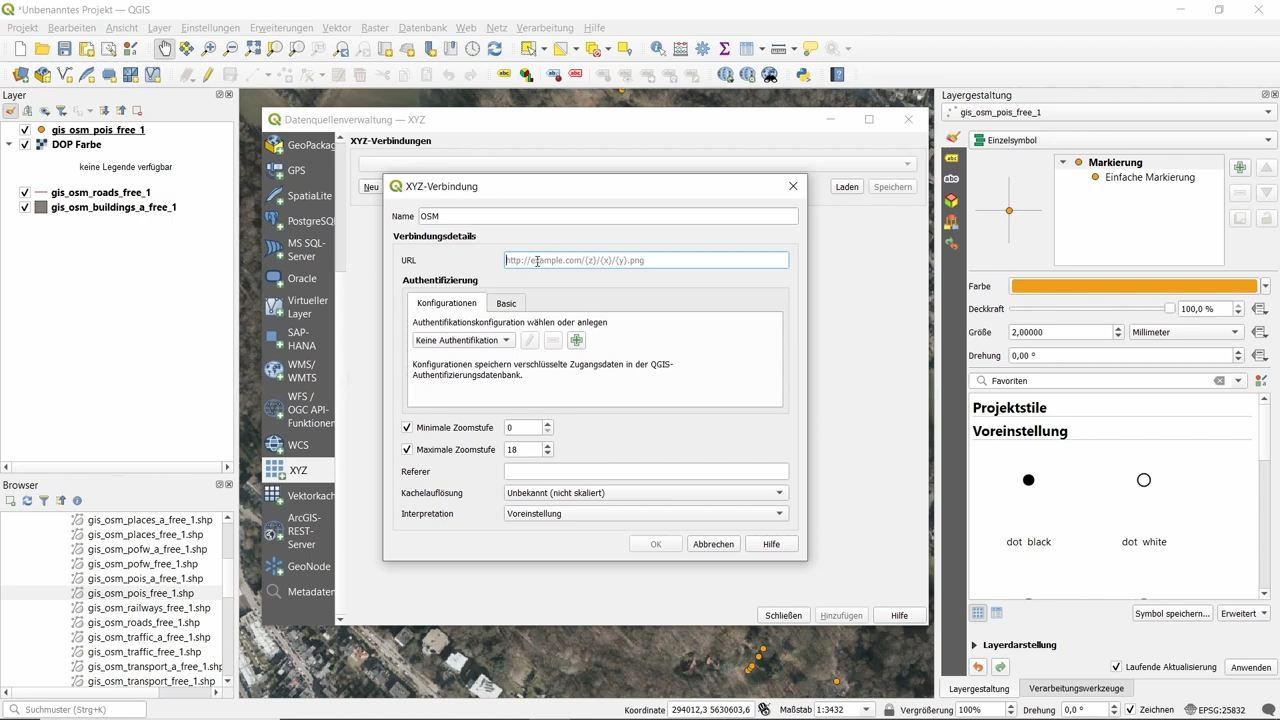 *Unbenanntes Projekt — QGIS
Projekt Bearbeiten Ansicht Layer Einstellungen Erweiterungen Vektor Raster Datenbank Web Netz Verarbeitung Hilfe
Layer
gis_osm_pois_free_1
DOP Farbe
keine Legende verfügbar
gis_osm_roads_free_1
gis_osm_buildings_a_free_1
Browser
gis_osm_places_a_free_1.shp
gis_osm_places_free_1.shp
gis_osm_pofw_a_free_1.shp
gis_osm_pofw_free_1.shp
gis_osm_pois_a_free_1.shp
gis_osm_pois_free_1.shp
gis_osm_railways_free_1.shp
gis_osm_roads_free_1.shp
gis_osm_traffic_a_free_1.shp
gis_osm_traffic_free_1.shp
gis_osm_transport_a_free_1.shp
gis_osm_transport_free_1.shp
Datenquellenverwaltung — XYZ
GeoPackag
GPS
SpatiaLite
PostgreSQL
MS SQL-
Server
Oracle
Virtueller
Layer
SAP-
HANA
WMS/
WMTS
WFS /
OGC API-
Funktionen
WCS
XYZ
Vektorkach
ArcGIS-
REST-
Server
GeoNode
Metadaten
XYZ-Verbindungen
Neu Laden Speichern
XYZ-Verbindung
Name OSM
Verbindungsdetails
URL http://example.com/{z}/{x}/{y}.png
Authentifizierung
Konfigurationen Basic
Authentifikationskonfiguration wählen oder anlegen
Keine Authentifikation
Konfigurationen speichern verschlüsselte Zugangsdaten in der QGIS-
Authentifizierungsdatenbank.
Minimale Zoomstufe 0
Maximale Zoomstufe 18
Referer
Kachelauflösung Unbekannt (nicht skaliert)
Interpretation Voreinstellung
OK Abbrechen Hilfe
Schließen Hinzufügen Hilfe
Layergestaltung
gis_osm_pois_free_1
Einzelsymbol
Markierung
Einfache Markierung
Farbe
Deckkraft 100,0 %
Größe 2,00000 Millimeter
Drehung 0,00 °
Favoriten
Projektstile
Voreinstellung
dot black dot white
Symbol speichern... Erweitert
Layerdarstellung
Laufende Aktualisierung Anwenden
Layergestaltung Verarbeitungswerkzeuge
Suchmuster (Strg+K) Koordinate 294012,3 5630603,6 Maßstab 1:3432 Vergrößerung 100% Drehung 0,0 ° Zeichnen EPSG:25832